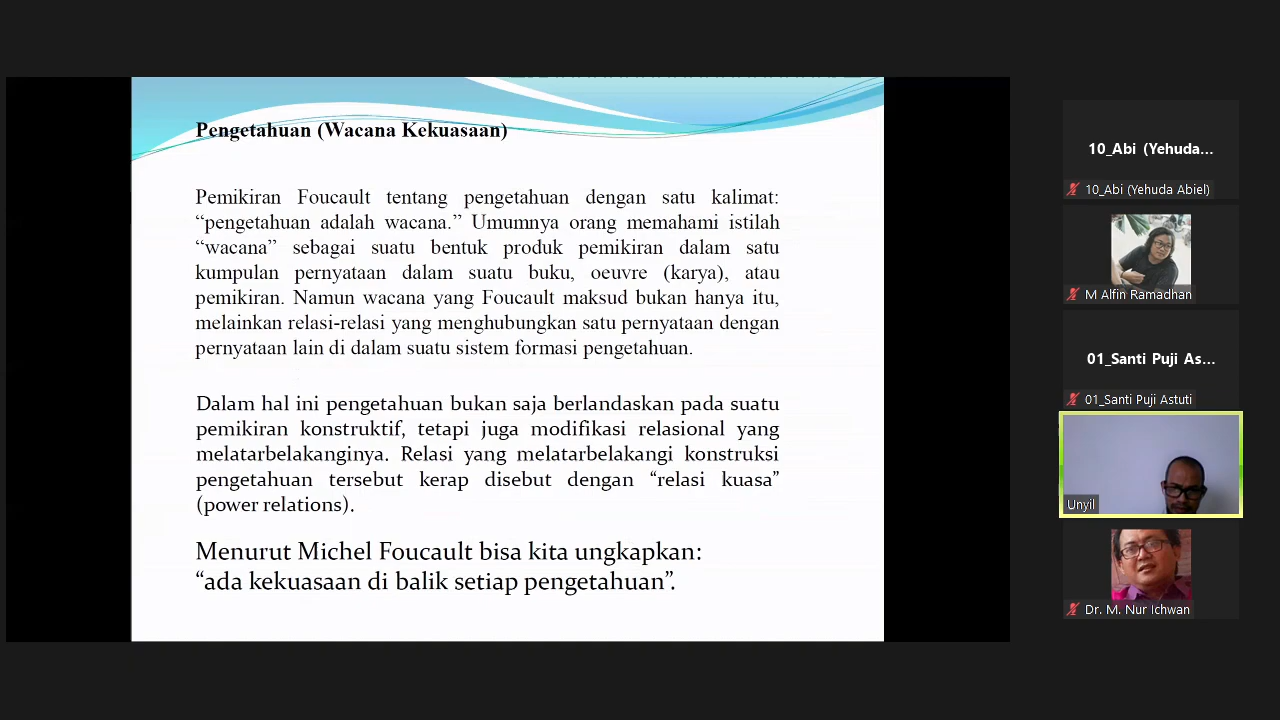 Pengetahuan (Wacana Kekuasaan)
Pemikiran Foucault tentang pengetahuan dengan satu kalimat:
“pengetahuan adalah wacana.” Umumnya orang memahami istilah
“wacana” sebagai suatu bentuk produk pemikiran dalam satu
kumpulan pernyataan dalam suatu buku, oeuvre (karya), atau
pemikiran. Namun wacana yang Foucault maksud bukan hanya itu,
melainkan relasi-relasi yang menghubungkan satu pernyataan dengan
pernyataan lain di dalam suatu sistem formasi pengetahuan.
Dalam hal ini pengetahuan bukan saja berlandaskan pada suatu
pemikiran konstruktif, tetapi juga modifikasi relasional yang
melatarbelakanginya. Relasi yang melatarbelakangi konstruksi
pengetahuan tersebut kerap disebut dengan “relasi kuasa”
(power relations).
Menurut Michel Foucault bisa kita ungkapkan:
“ada kekuasaan di balik setiap pengetahuan”.
10_Abi (Yehuda...
10_Abi (Yehuda Abiel)
M Alfin Ramadhan
01_Santi Puji As...
01_Santi Puji Astuti
Unyil
Dr. M. Nur Ichwan